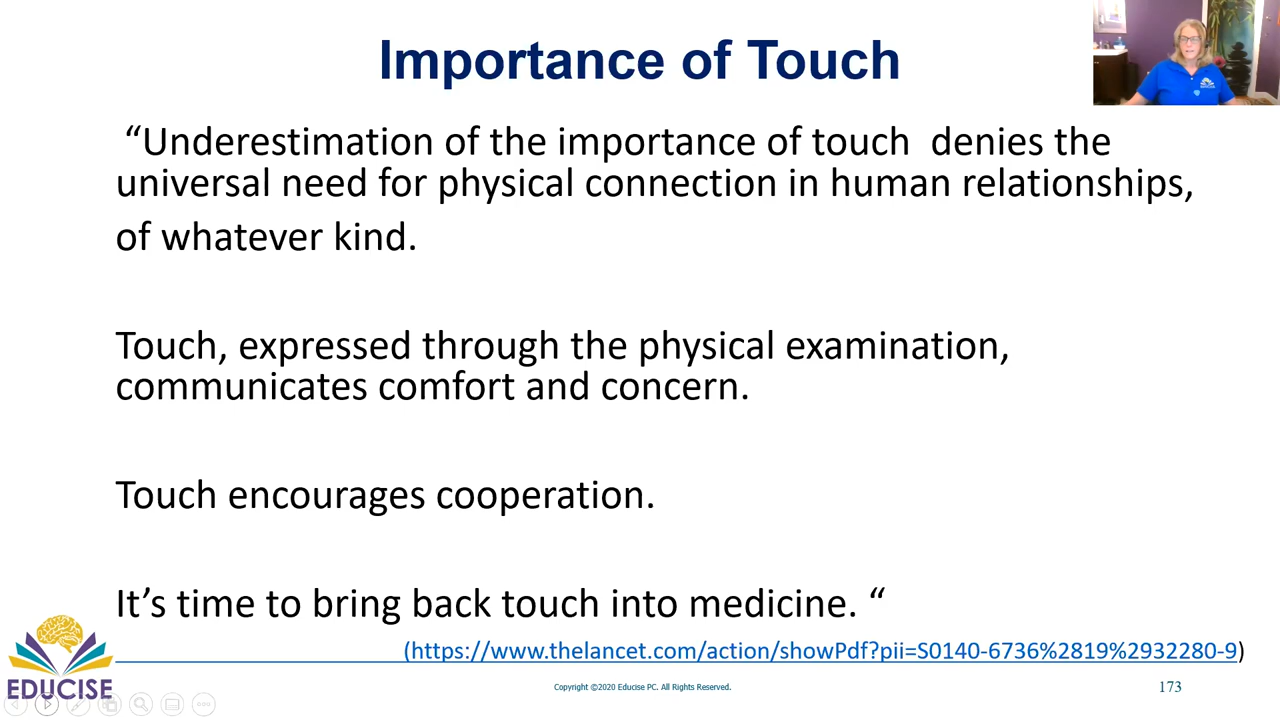 Importance of Touch
“Underestimation of the importance of touch  denies the
universal need for physical connection in human relationships,
of whatever kind.
Touch, expressed through the physical examination,
communicates comfort and concern.
Touch encourages cooperation.
It’s time to bring back touch into medicine. “
(https://www.thelancet.com/action/showPdf?pii=S0140-6736%2819%2932280-9)
EDUCISE
Copyright ©2020 Educise PC. All Rights Reserved.
173